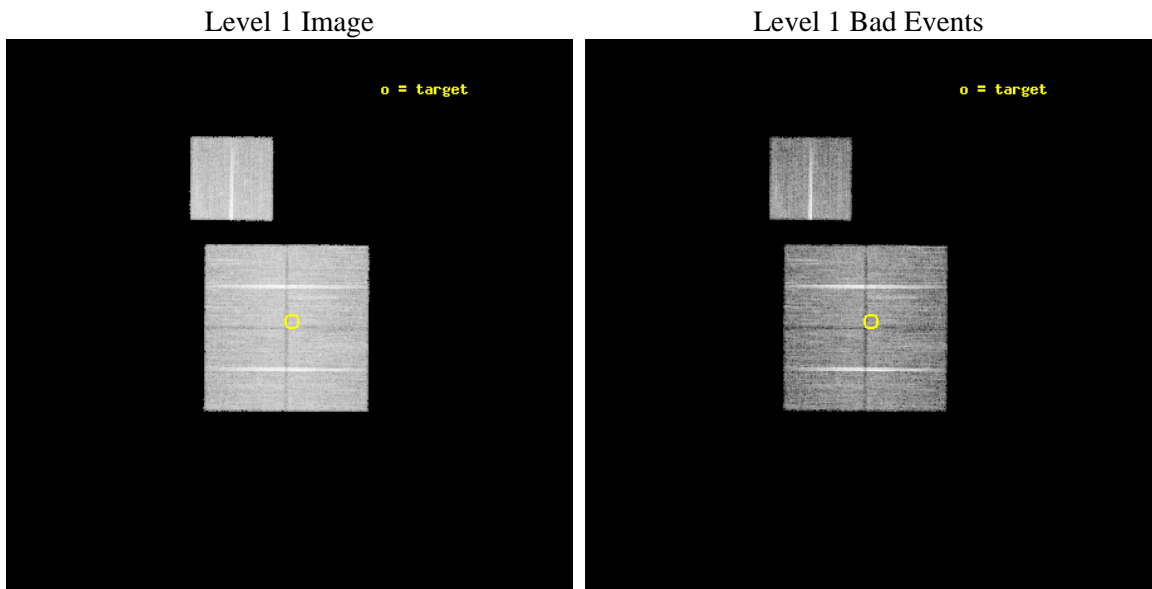 Level 1 Image
Level 1 Bad Events
o = target
o = target